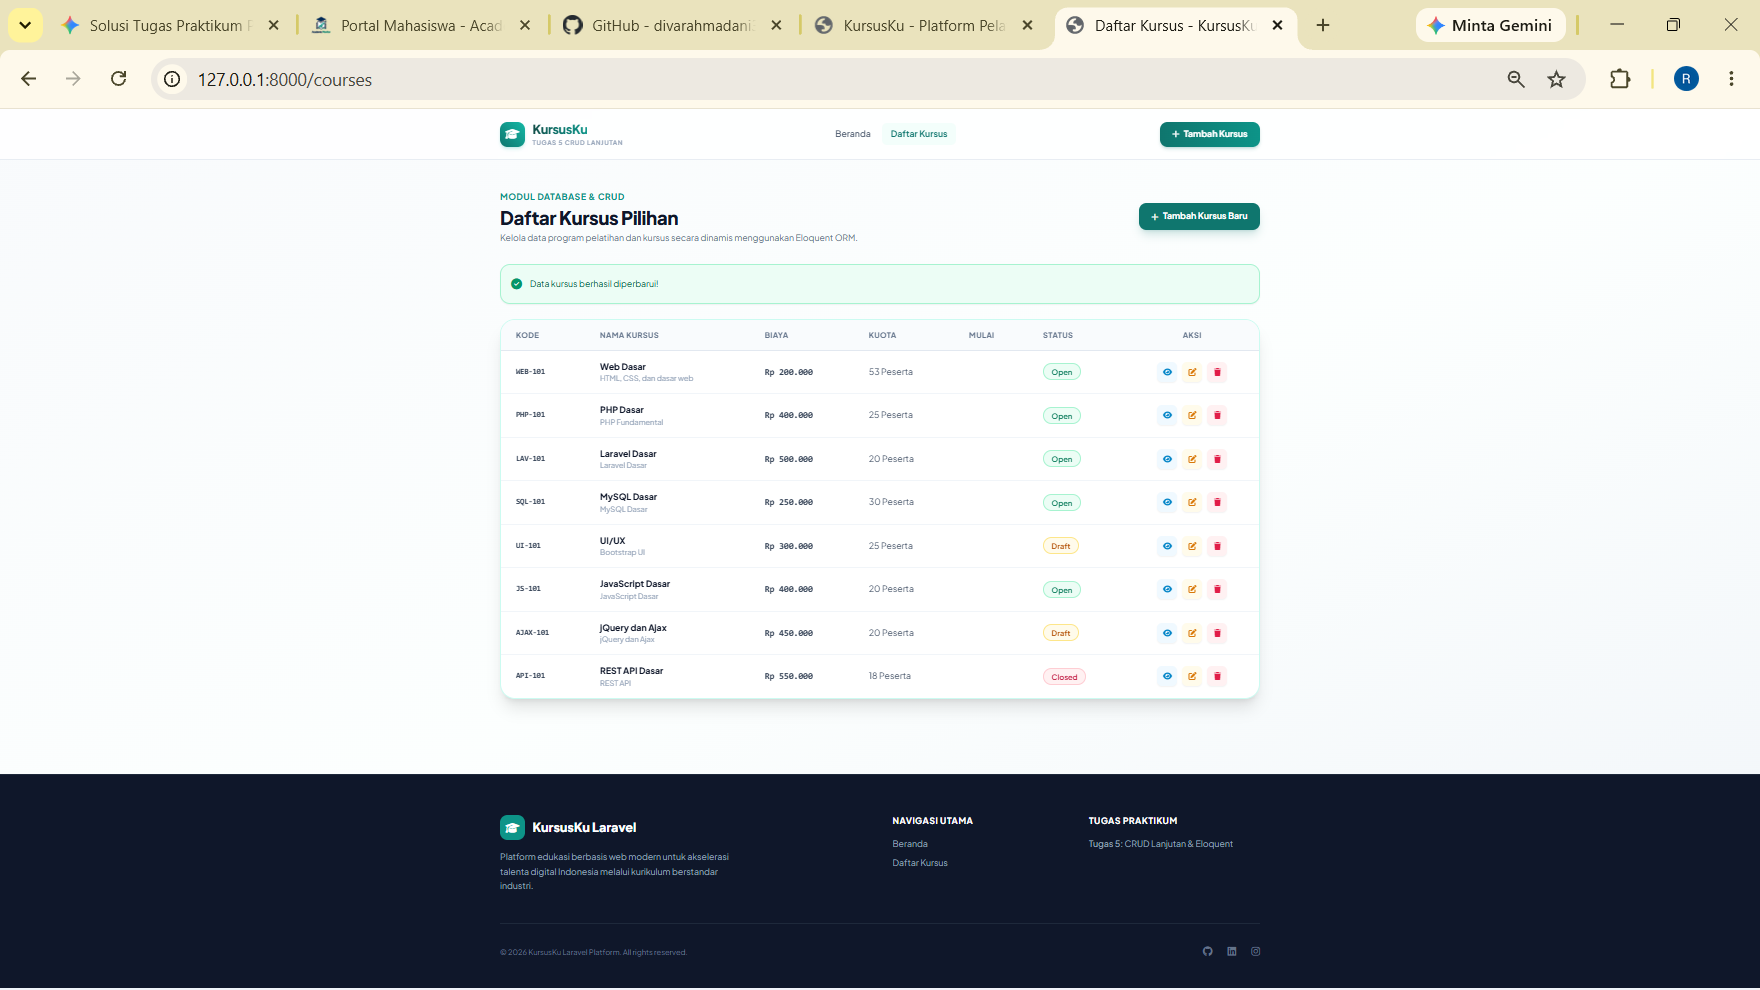 Solusi Tugas Praktikum P
Portal Mahasiswa - Acad
GitHub - divarahmadani
KursusKu - Platform Pela
Daftar Kursus - KursusKu
Minta Gemini
127.0.0.1:8000/courses
R
KursusKu
TUGAS 5 CRUD LANJUTAN
Beranda
Daftar Kursus
+ Tambah Kursus
MODUL DATABASE & CRUD
Daftar Kursus Pilihan
Kelola data program pelatihan dan kursus secara dinamis menggunakan Eloquent ORM.
+ Tambah Kursus Baru
Data kursus berhasil diperbarui!
KODE NAMA KURSUS BIAYA KUOTA MULAI STATUS AKSI
WEB-101 Web Dasar Rp 200.000 53 Peserta Open
HTML, CSS, dan dasar web
PHP-101 PHP Dasar Rp 400.000 25 Peserta Open
PHP Fundamental
LAV-101 Laravel Dasar Rp 500.000 20 Peserta Open
Laravel Dasar
SQL-101 MySQL Dasar Rp 250.000 30 Peserta Open
MySQL Dasar
UI-101 UI/UX Rp 300.000 25 Peserta Draft
Bootstrap UI
JS-101 JavaScript Dasar Rp 400.000 20 Peserta Open
JavaScript Dasar
AJAX-101 jQuery dan Ajax Rp 450.000 20 Peserta Draft
jQuery dan Ajax
API-101 REST API Dasar Rp 550.000 18 Peserta Closed
REST API
KursusKu Laravel
Platform edukasi berbasis web modern untuk akselerasi
talenta digital Indonesia melalui kurikulum berstandar
industri.
NAVIGASI UTAMA
Beranda
Daftar Kursus
TUGAS PRAKTIKUM
Tugas 5: CRUD Lanjutan & Eloquent
© 2026 KursusKu Laravel Platform. All rights reserved.